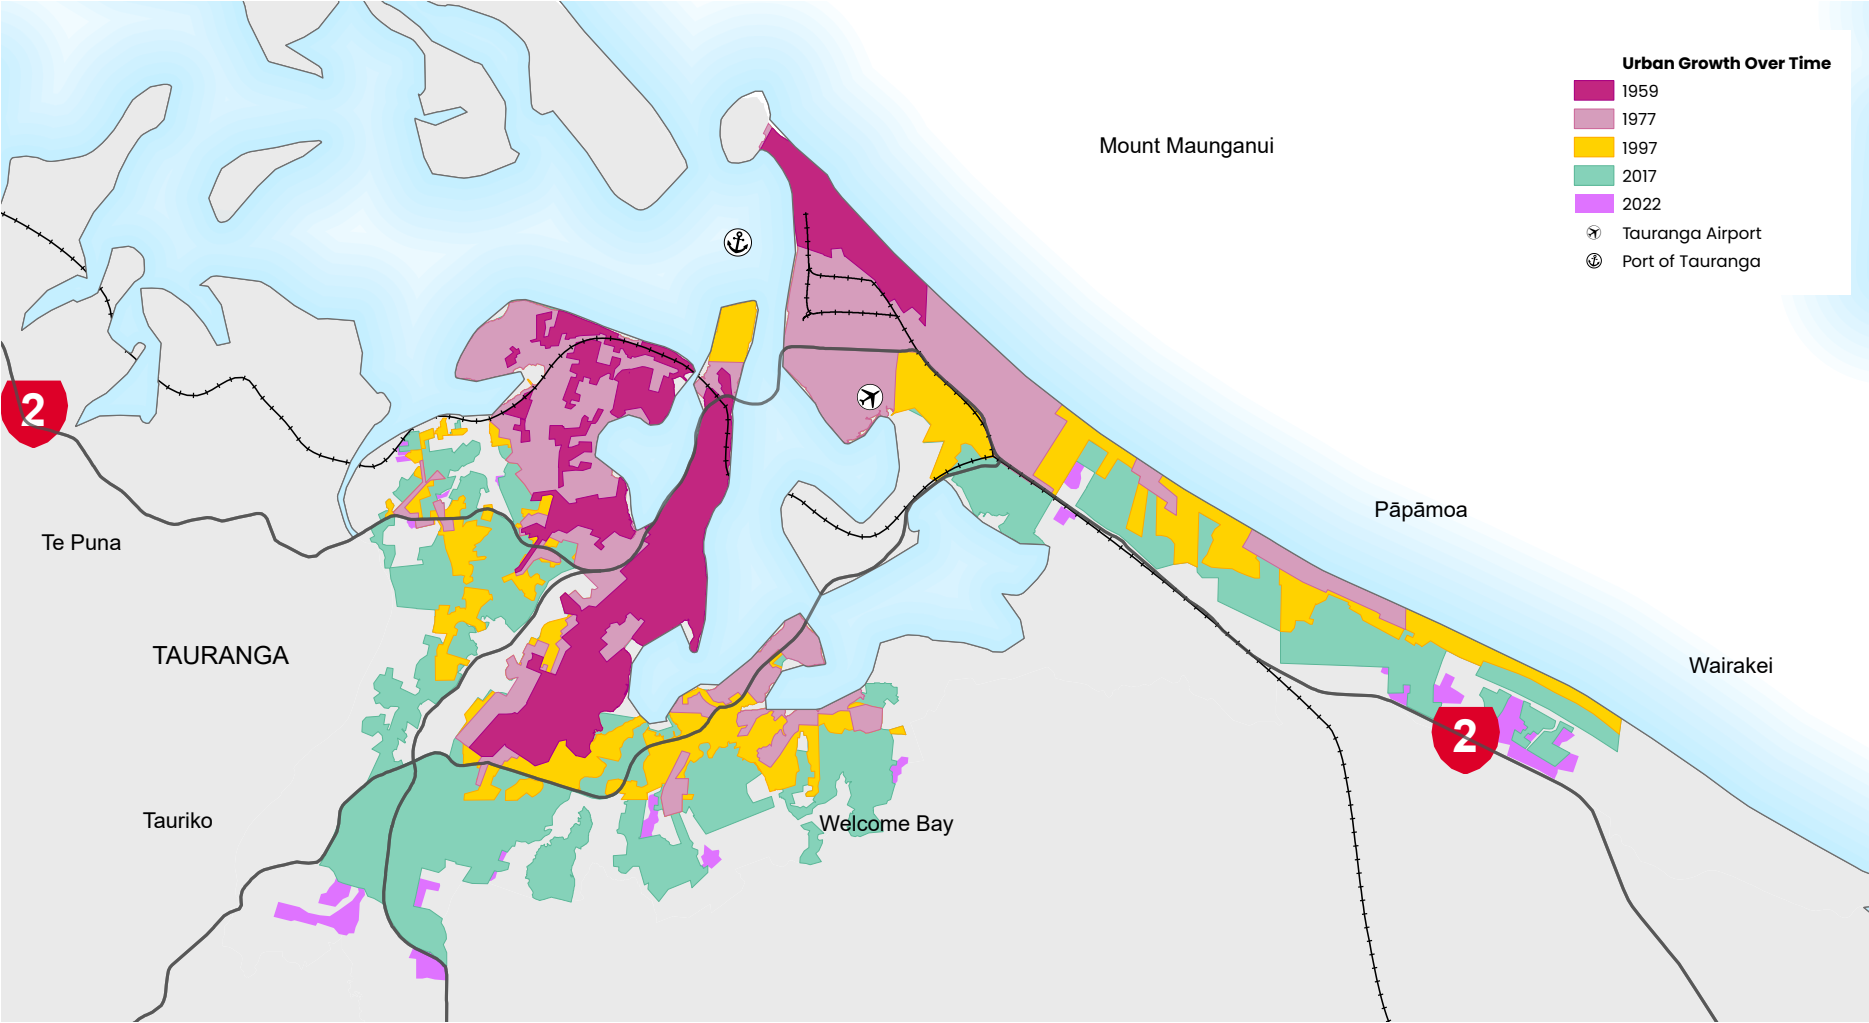 Urban Growth Over Time
1959
1977
1997
2017
2022
Tauranga Airport
Port of Tauranga
Mount Maunganui
2
Pāpāmoa
Te Puna
TAURANGA
Wairakei
2
Tauriko
Welcome Bay